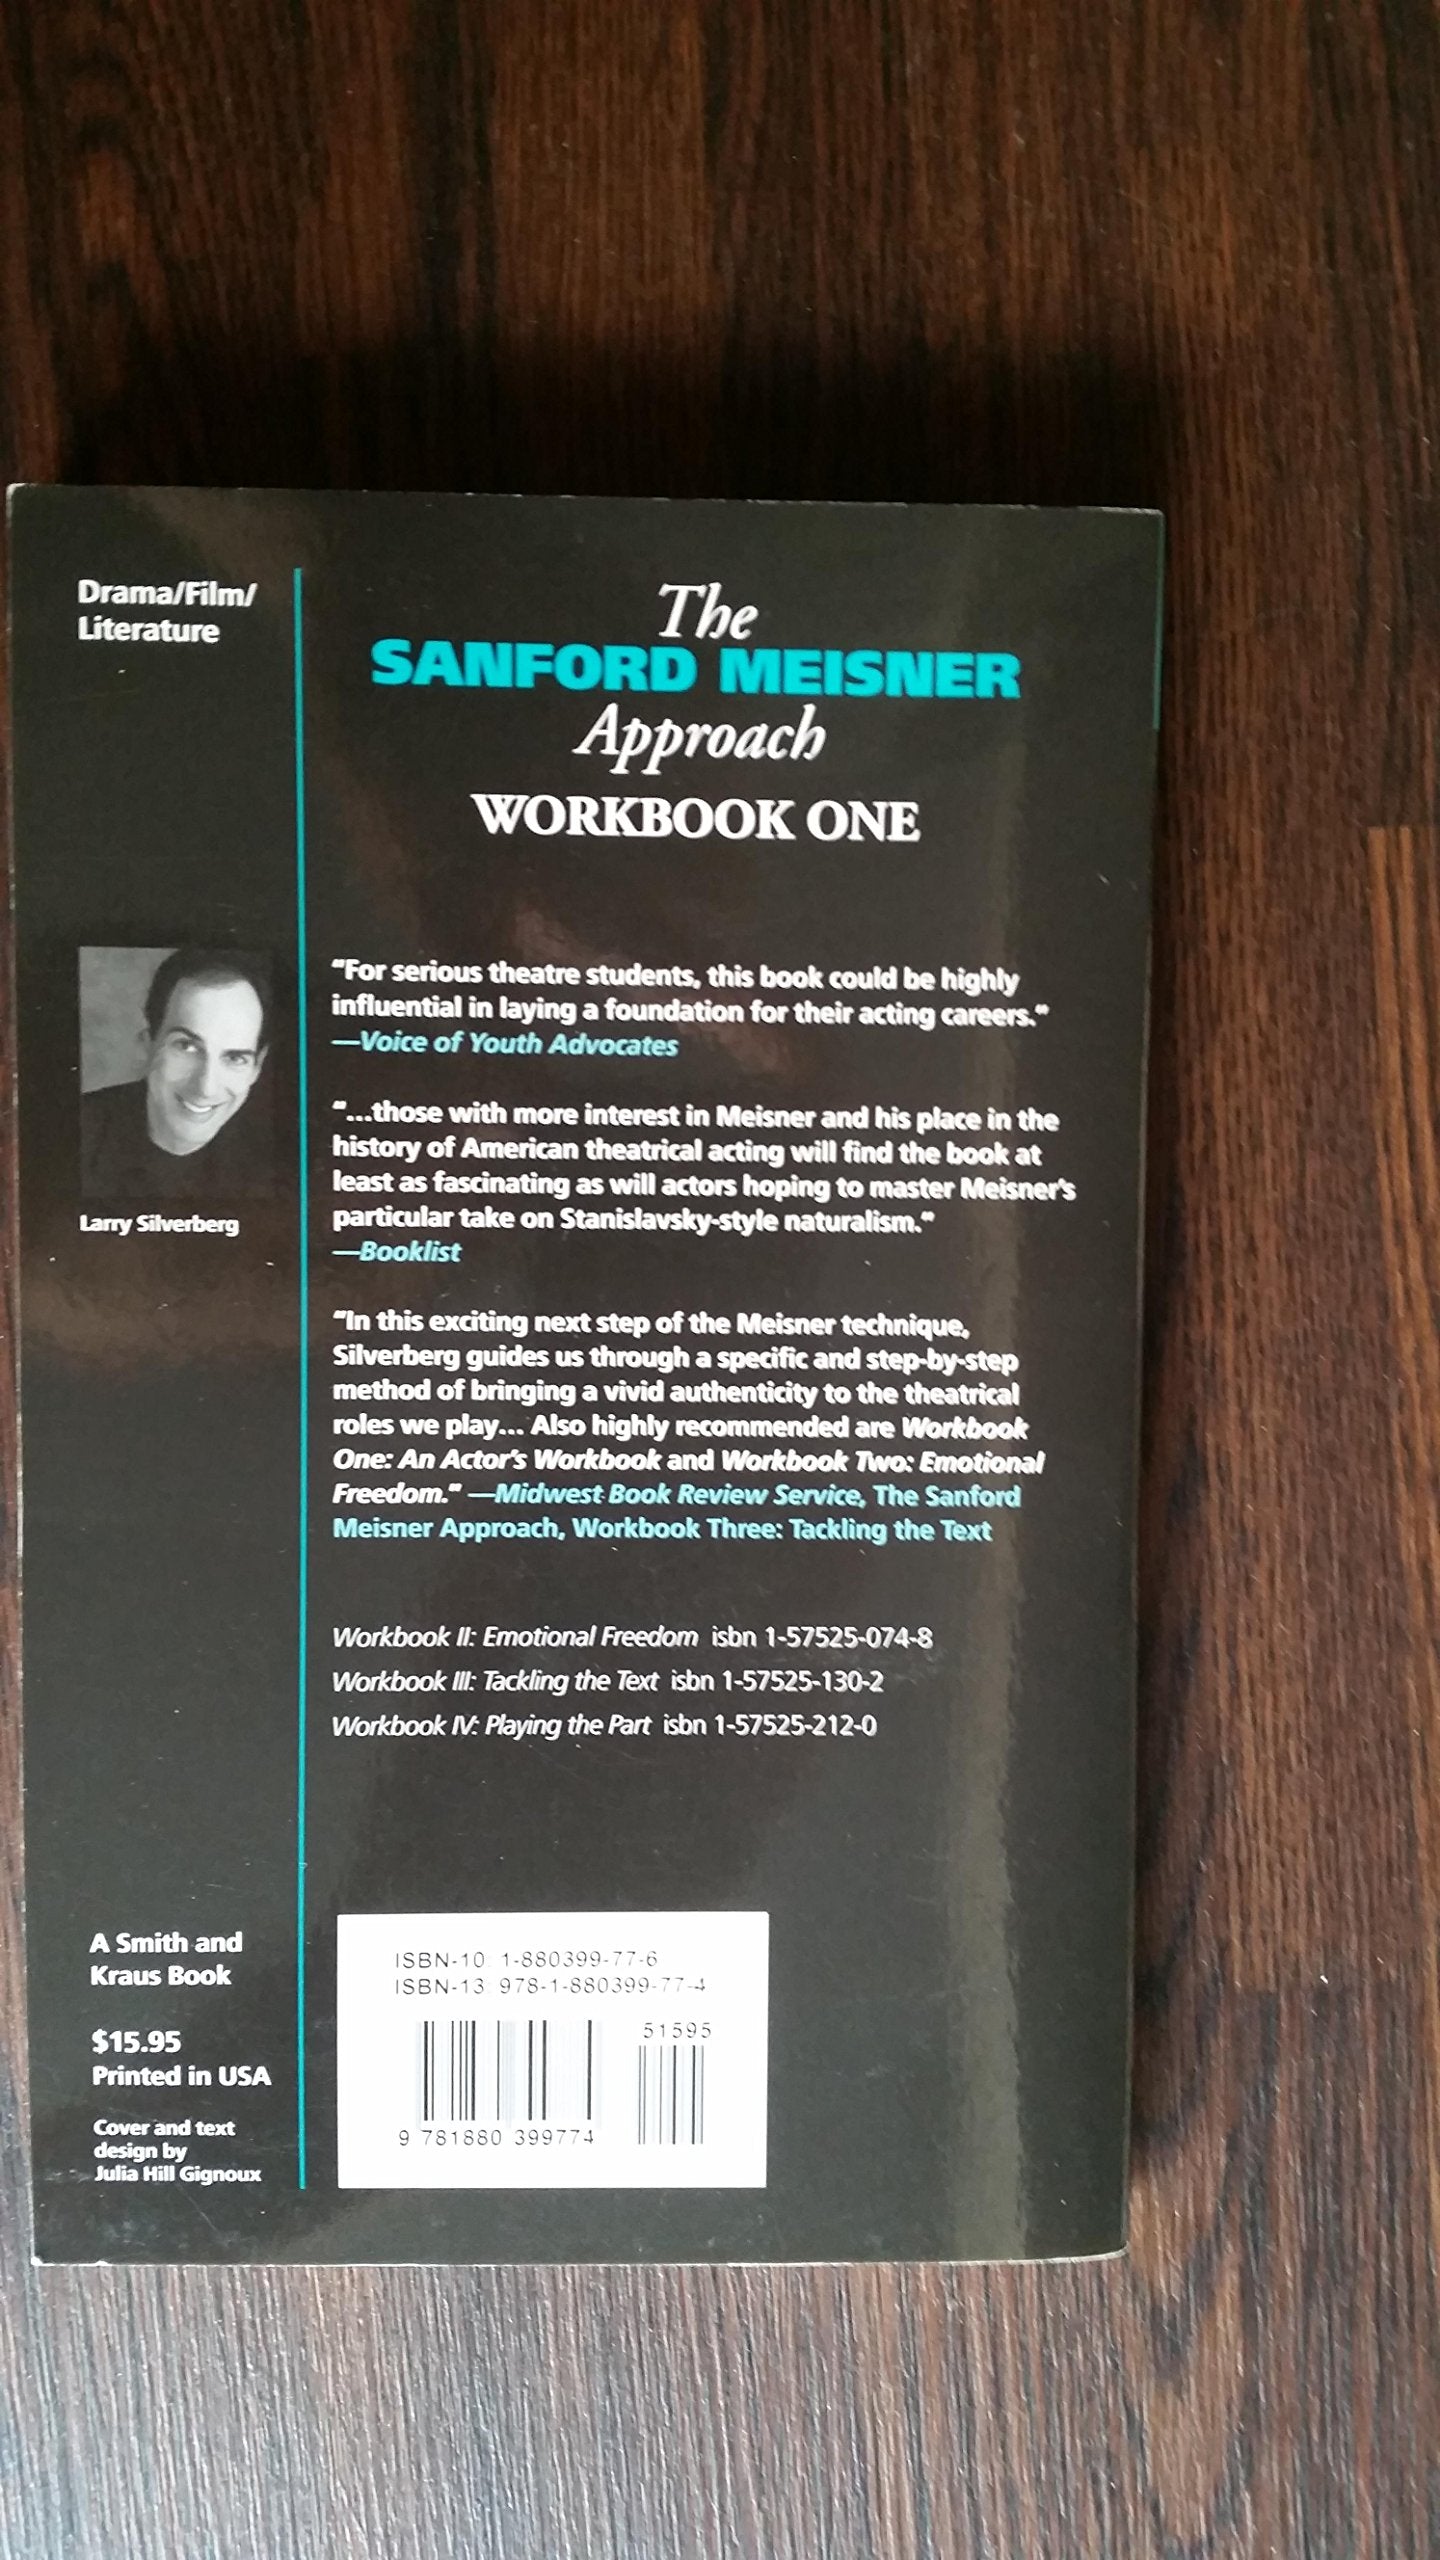 Drama/Film/
Literature
The
SANFORD MEISNER
Approach
WORKBOOK ONE
Larry Silverberg
“For serious theatre students, this book could be highly
influential in laying a foundation for their acting careers.”
—Voice of Youth Advocates
“...those with more interest in Meisner and his place in the
history of American theatrical acting will find the book at
least as fascinating as will actors hoping to master Meisner’s
particular take on Stanislavsky-style naturalism.”
—Booklist
“In this exciting next step of the Meisner technique,
Silverberg guides us through a specific and step-by-step
method of bringing a vivid authenticity to the theatrical
roles we play... Also highly recommended are Workbook
One: An Actor’s Workbook and Workbook Two: Emotional
Freedom.” —Midwest Book Review Service, The Sanford
Meisner Approach, Workbook Three: Tackling the Text
Workbook II: Emotional Freedom isbn 1-57525-074-8
Workbook III: Tackling the Text isbn 1-57525-130-2
Workbook IV: Playing the Part isbn 1-57525-212-0
A Smith and
Kraus Book
$15.95
Printed in USA
Cover and text
design by
Julia Hill Gignoux
ISBN-10: 1-880399-77-6
ISBN-13: 978-1-880399-77-4
51595
9 781880 399774